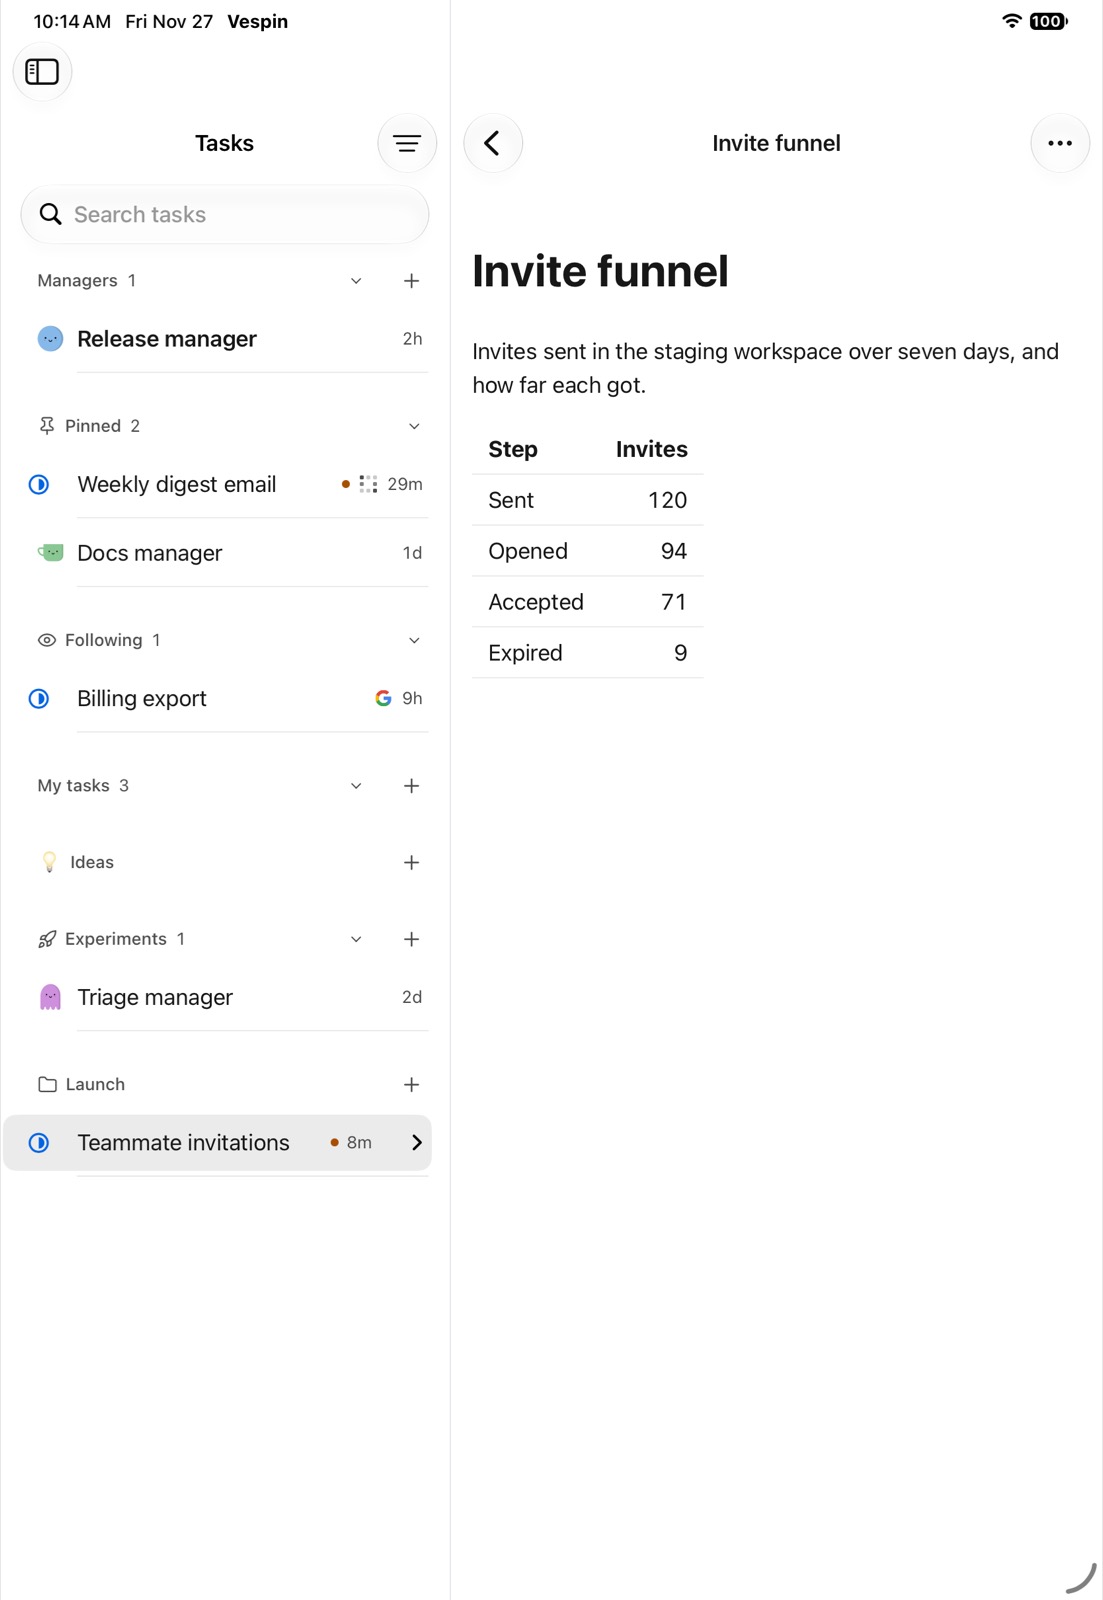 10:14 AM Fri Nov 27 Vespin
100
Tasks
Search tasks
Managers 1
Release manager 2h
Pinned 2
Weekly digest email 29m
Docs manager 1d
Following 1
Billing export 9h
My tasks 3
Ideas
Experiments 1
Triage manager 2d
Launch
Teammate invitations 8m
Invite funnel
Invite funnel
Invites sent in the staging workspace over seven days, and
how far each got.
Step Invites
Sent 120
Opened 94
Accepted 71
Expired 9